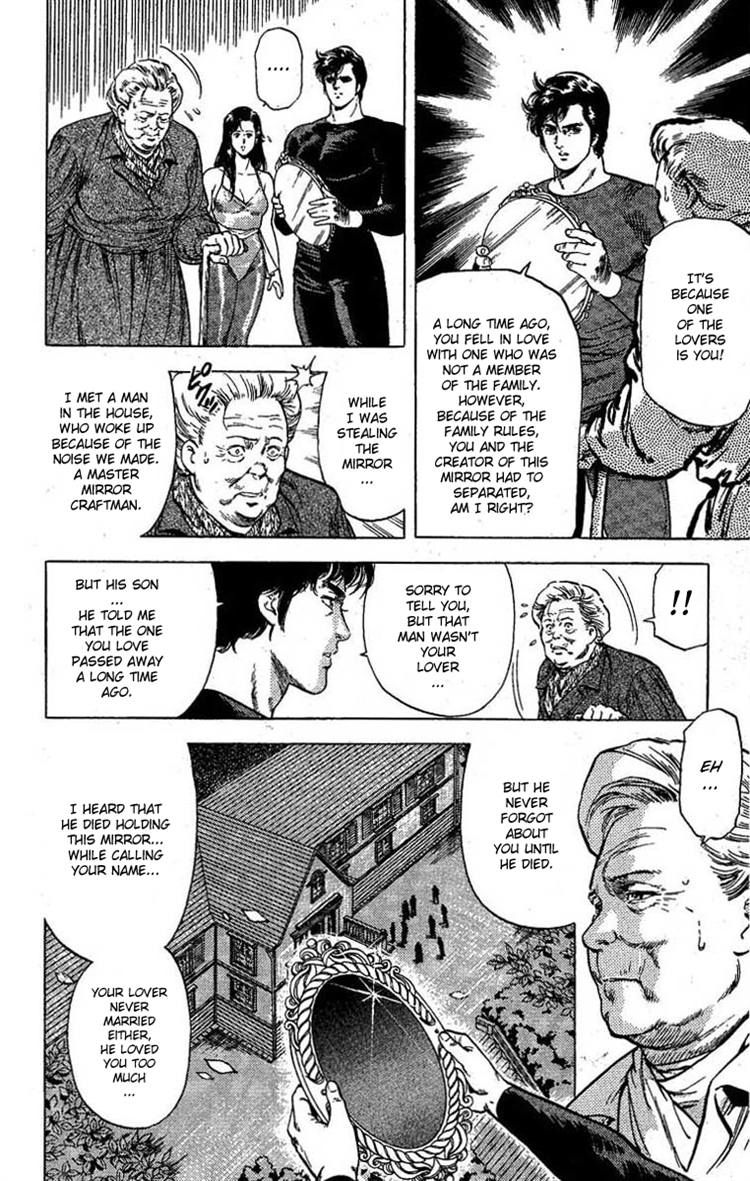 IT'S
BECAUSE
ONE
OF THE
LOVERS
IS YOU!
A LONG TIME AGO,
YOU FELL IN LOVE
WITH ONE WHO WAS
NOT A MEMBER
OF THE FAMILY.
HOWEVER,
BECAUSE OF THE
FAMILY RULES,
YOU AND THE
CREATOR OF THIS
MIRROR HAD TO
SEPARATED,
AM I RIGHT?
....
WHILE
I WAS
STEALING
THE
MIRROR
...
I MET A MAN
IN THE HOUSE,
WHO WOKE UP
BECAUSE OF THE
NOISE WE MADE.
A MASTER
MIRROR
CRAFTMAN.
!!
SORRY TO
TELL YOU,
BUT THAT
MAN WASN'T
YOUR
LOVER
...
BUT HIS SON
...
HE TOLD ME
THAT THE ONE
YOU LOVE
PASSED AWAY
A LONG TIME
AGO.
EH
...
BUT HE
NEVER
FORGOT
ABOUT
YOU UNTIL
HE DIED.
I HEARD THAT
HE DIED HOLDING
THIS MIRROR...
WHILE CALLING
YOUR NAME...
YOUR LOVER
NEVER
MARRIED
EITHER,
HE LOVED
YOU TOO
MUCH
...